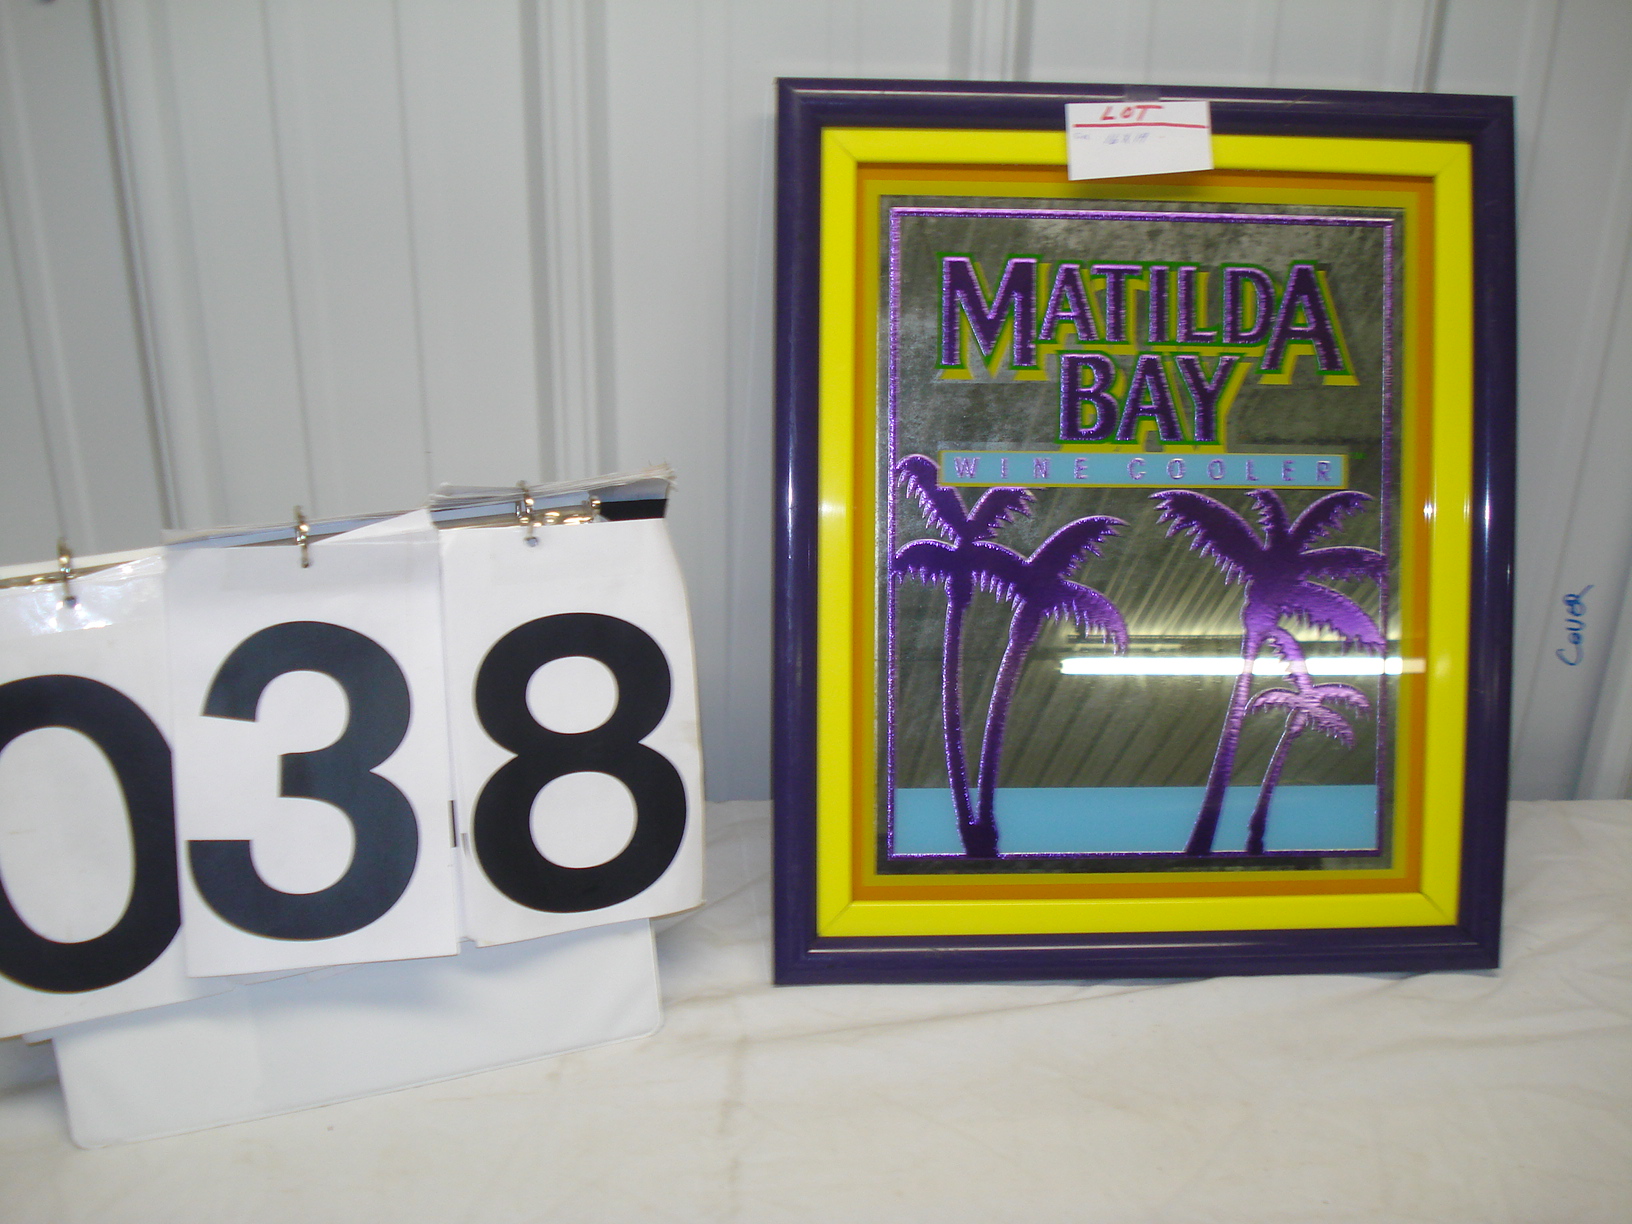 038
LOT
MATILDA
BAY
WINE COOLER
COVER